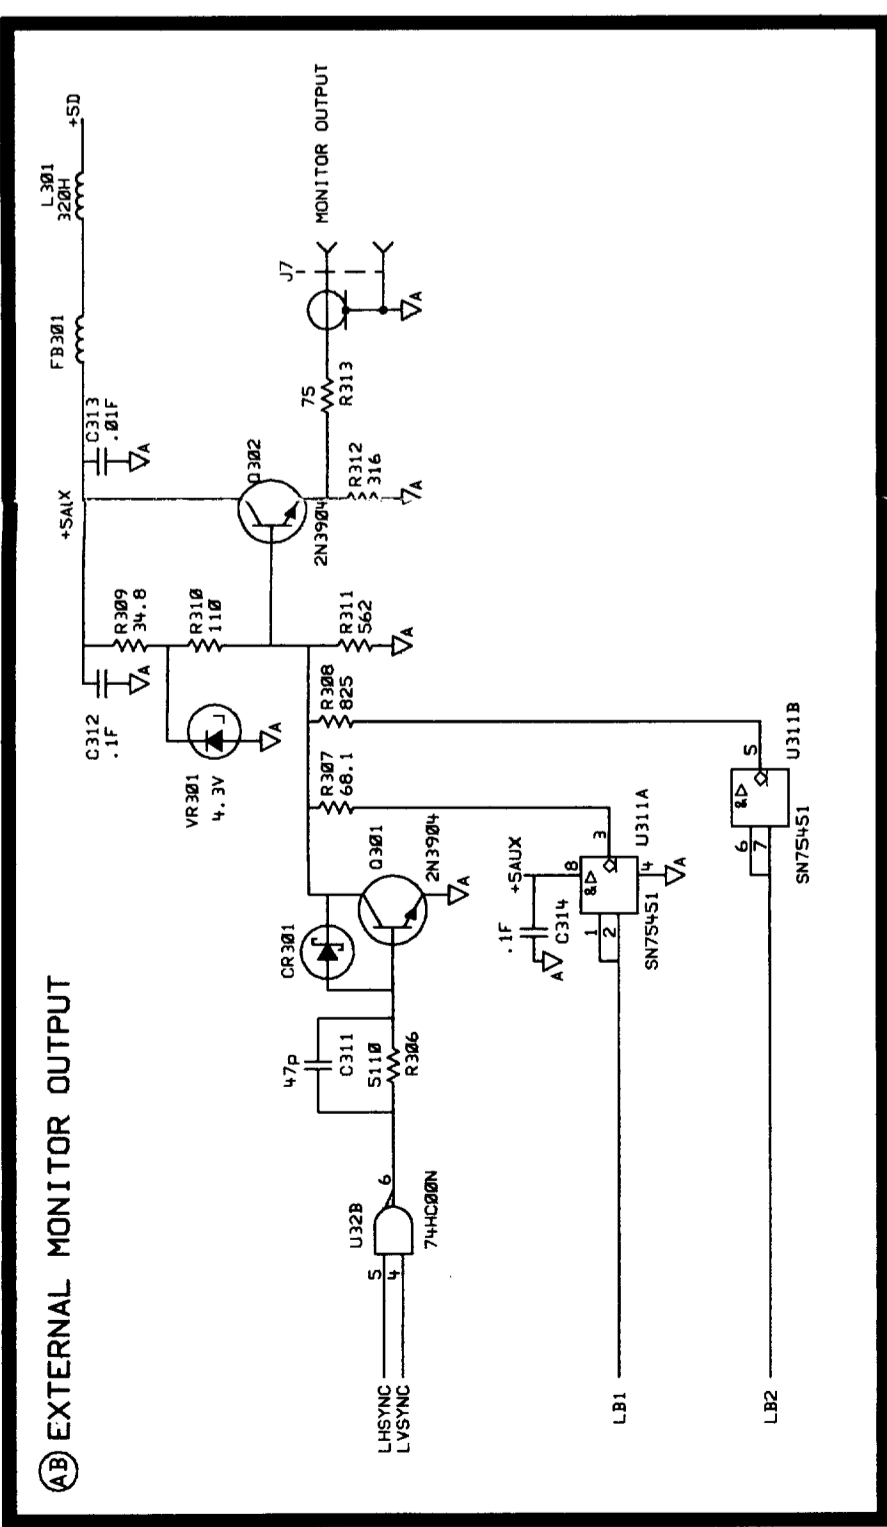 AB EXTERNAL MONITOR OUTPUT
+5D
L301
320H
FB301
C313
.01F
A
+5AUX
C312
.1F
A
R309
34.8
R310
110
VR301
4.3V
A
Q302
2N3904
R311
562
A
R312
316
A
75
R313
J7
MONITOR OUTPUT
A
R308
825
R307
68.1
CR301
Q301
2N3904
A
47p
C311
5110
R306
LHSYNC
LVSYNC
5
4
U32B
6
74HC00N
+5AUX
.1F
C314
A
8
&
3
U311A
4
A
1
2
SN75451
LB1
5
U311B
&
6
7
SN75451
LB2